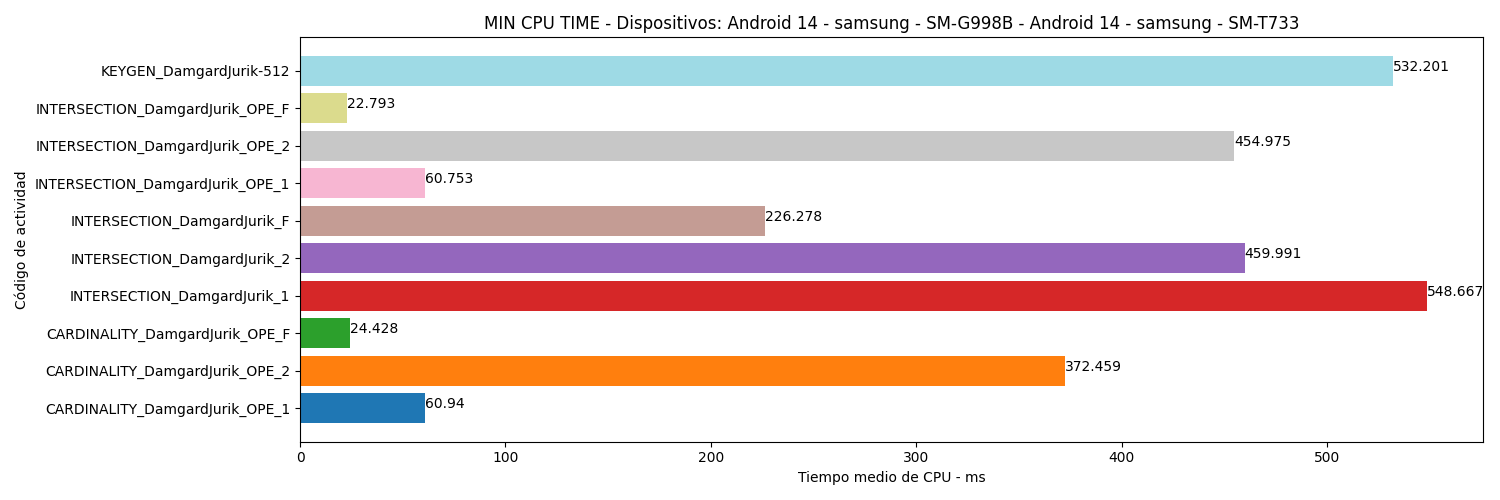 MIN CPU TIME - Dispositivos: Android 14 - samsung - SM-G998B - Android 14 - samsung - SM-T733
Código de actividad
KEYGEN_DamgardJurik-512 532.201
INTERSECTION_DamgardJurik_OPE_F 22.793
INTERSECTION_DamgardJurik_OPE_2 454.975
INTERSECTION_DamgardJurik_OPE_1 60.753
INTERSECTION_DamgardJurik_F 226.278
INTERSECTION_DamgardJurik_2 459.991
INTERSECTION_DamgardJurik_1 548.667
CARDINALITY_DamgardJurik_OPE_F 24.428
CARDINALITY_DamgardJurik_OPE_2 372.459
CARDINALITY_DamgardJurik_OPE_1 60.94
0 100 200 300 400 500
Tiempo medio de CPU - ms